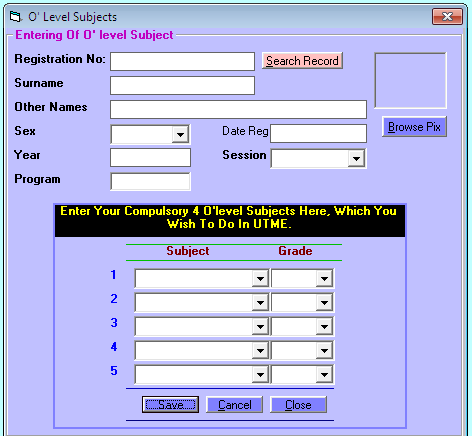 O' Level Subjects
Entering Of O' level Subject
Registration No:
Search Record
Surname
Other Names
Sex
Date Reg
Browse Pix
Year
Session
Program
Enter Your Compulsory 4 O'level Subjects Here, Which You
Wish To Do In UTME.
Subject Grade
1
2
3
4
5
Save Cancel Close